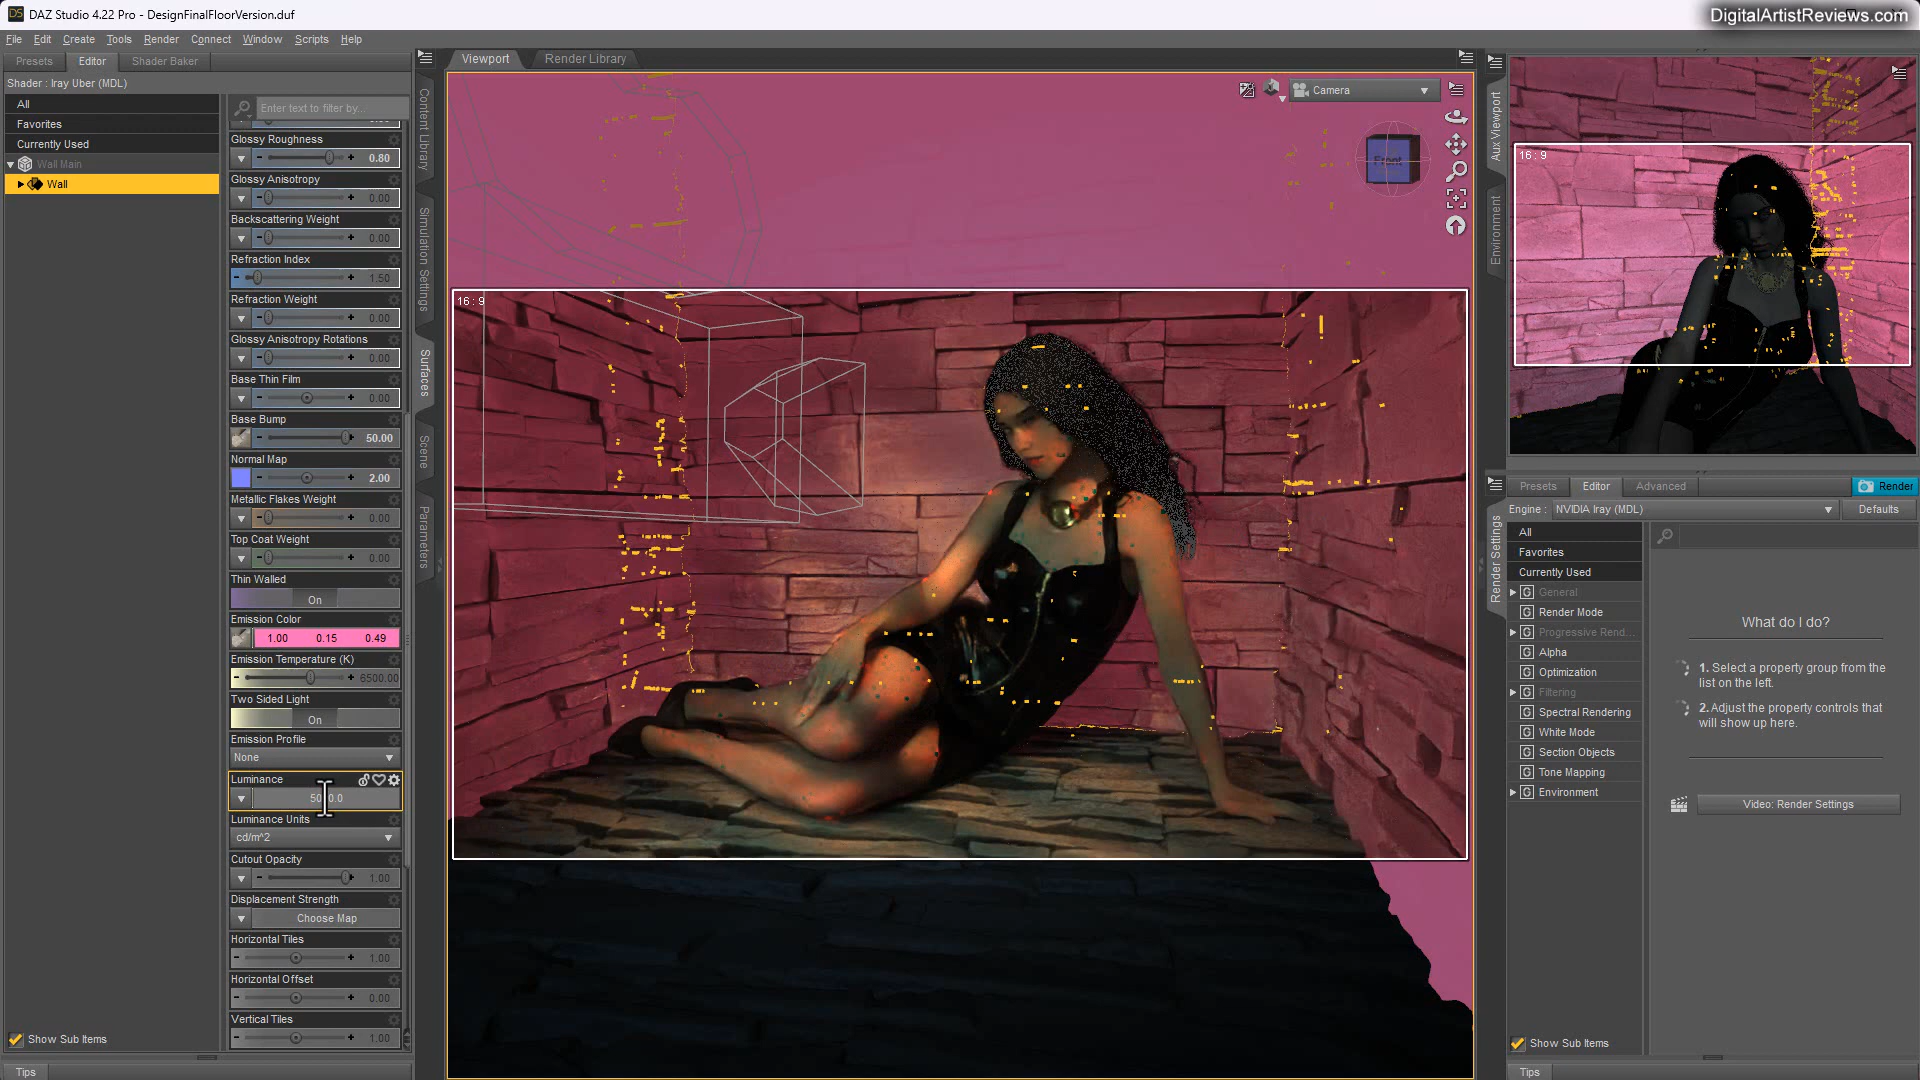 DAZ Studio 4.22 Pro - DesignFinalFloorVersion.duf
DigitalArtistReviews.com
File Edit Create Tools Render Connect Window Scripts Help
Presets Editor Shader Baker
Shader : Iray Uber (MDL)
All
Favorites
Currently Used
Wall Main
Wall
Show Sub Items
Tips
Enter text to filter by...
Glossy Roughness
0.80
Glossy Anisotropy
0.00
Backscattering Weight
0.00
Refraction Index
1.50
Refraction Weight
0.00
Glossy Anisotropy Rotations
0.00
Base Thin Film
0.00
Base Bump
50.00
Normal Map
2.00
Metallic Flakes Weight
0.00
Top Coat Weight
0.00
Thin Walled
On
Emission Color
1.00 0.15 0.49
Emission Temperature (K)
6500.00
Two Sided Light
On
Emission Profile
None
Luminance
Luminance Units
cd/m^2
Cutout Opacity
1.00
Displacement Strength
Choose Map
Horizontal Tiles
1.00
Horizontal Offset
0.00
Vertical Tiles
1.00
Content Library
Simulation Settings
Surfaces
Scene
Parameters
Viewport Render Library
Camera
Front
16 : 9
Aux Viewport
Environment
16 : 9
Render Settings
Presets Editor Advanced
Render
Engine : NVIDIA Iray (MDL)
Defaults
All
Favorites
Currently Used
General
Render Mode
Progressive Rend...
Alpha
Optimization
Filtering
Spectral Rendering
White Mode
Section Objects
Tone Mapping
Environment
What do I do?
1. Select a property group from the
list on the left.
2. Adjust the property controls that
will show up here.
Video: Render Settings
Show Sub Items
Tips